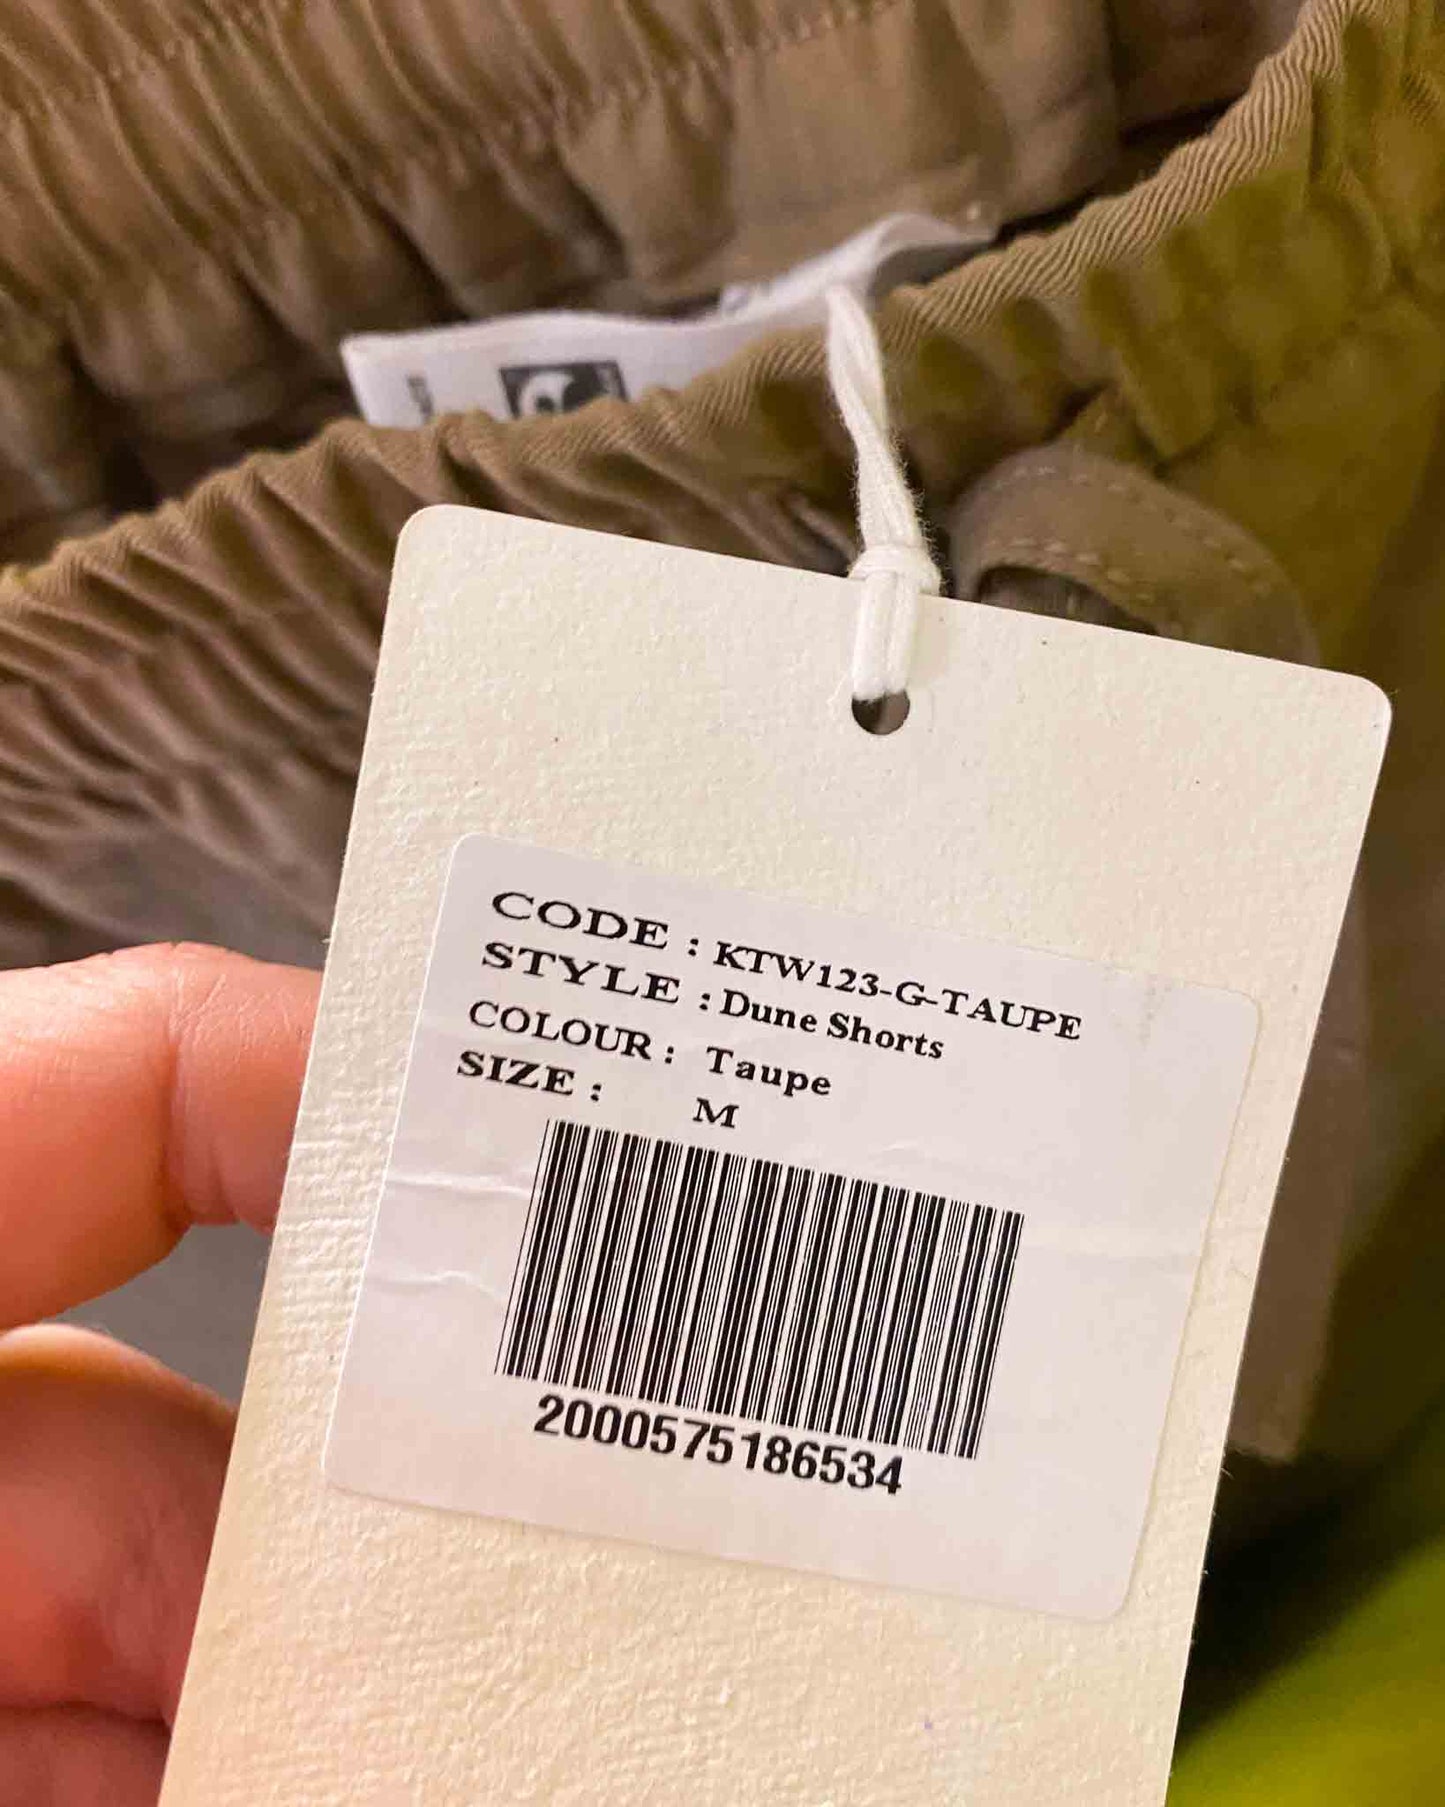 CODE : KTW123-G-TAUPE
STYLE : Dune Shorts
COLOUR : Taupe
SIZE : M
2000575186534